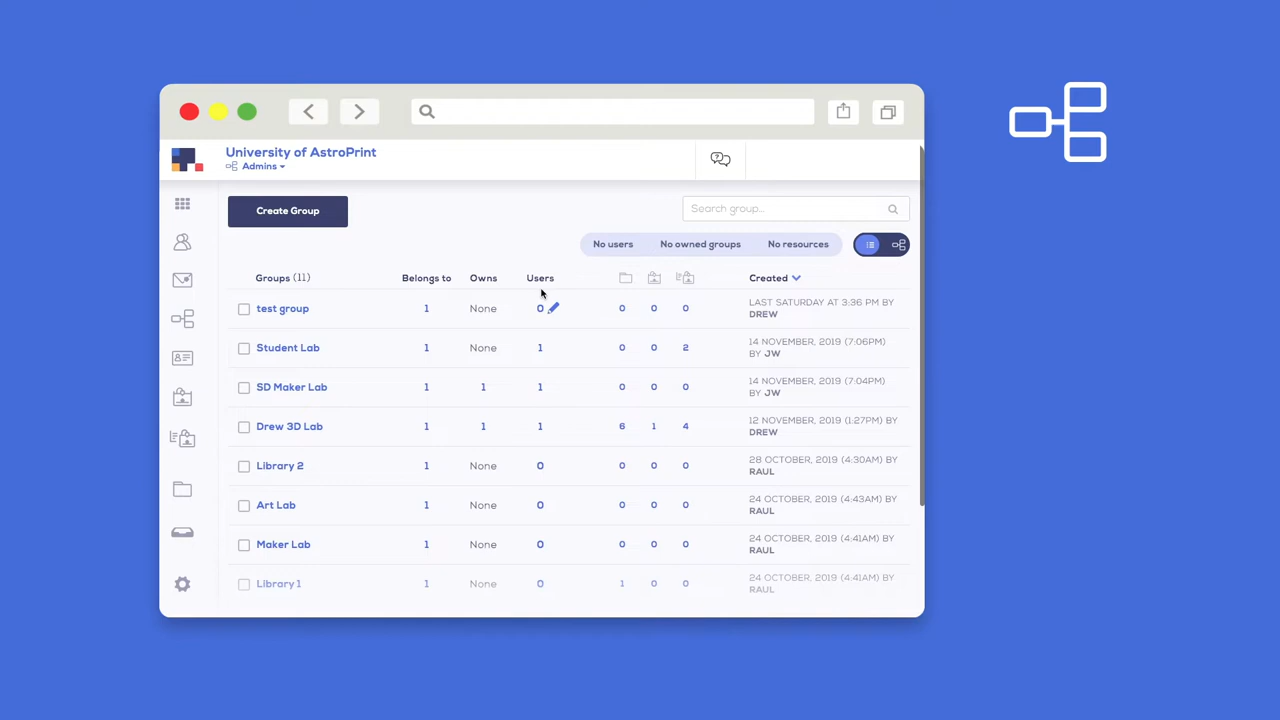 University of AstroPrint
Admins
Create Group
Search group...
No users No owned groups No resources
Groups (11) Belongs to Owns Users Created
test group 1 None 0 0 0 0 LAST SATURDAY AT 3:36 PM BY
DREW
Student Lab 1 None 1 0 0 2 14 NOVEMBER, 2019 (7:06PM)
BY JW
SD Maker Lab 1 1 1 0 0 0 14 NOVEMBER, 2019 (7:04PM)
BY JW
Drew 3D Lab 1 1 1 6 1 4 12 NOVEMBER, 2019 (1:27PM) BY
DREW
Library 2 1 None 0 0 0 0 28 OCTOBER, 2019 (4:30AM) BY
RAUL
Art Lab 1 None 0 0 0 0 24 OCTOBER, 2019 (4:43AM) BY
RAUL
Maker Lab 1 None 0 0 0 0 24 OCTOBER, 2019 (4:41AM) BY
RAUL
Library 1 1 None 0 1 0 0 24 OCTOBER, 2019 (4:41AM) BY
RAUL